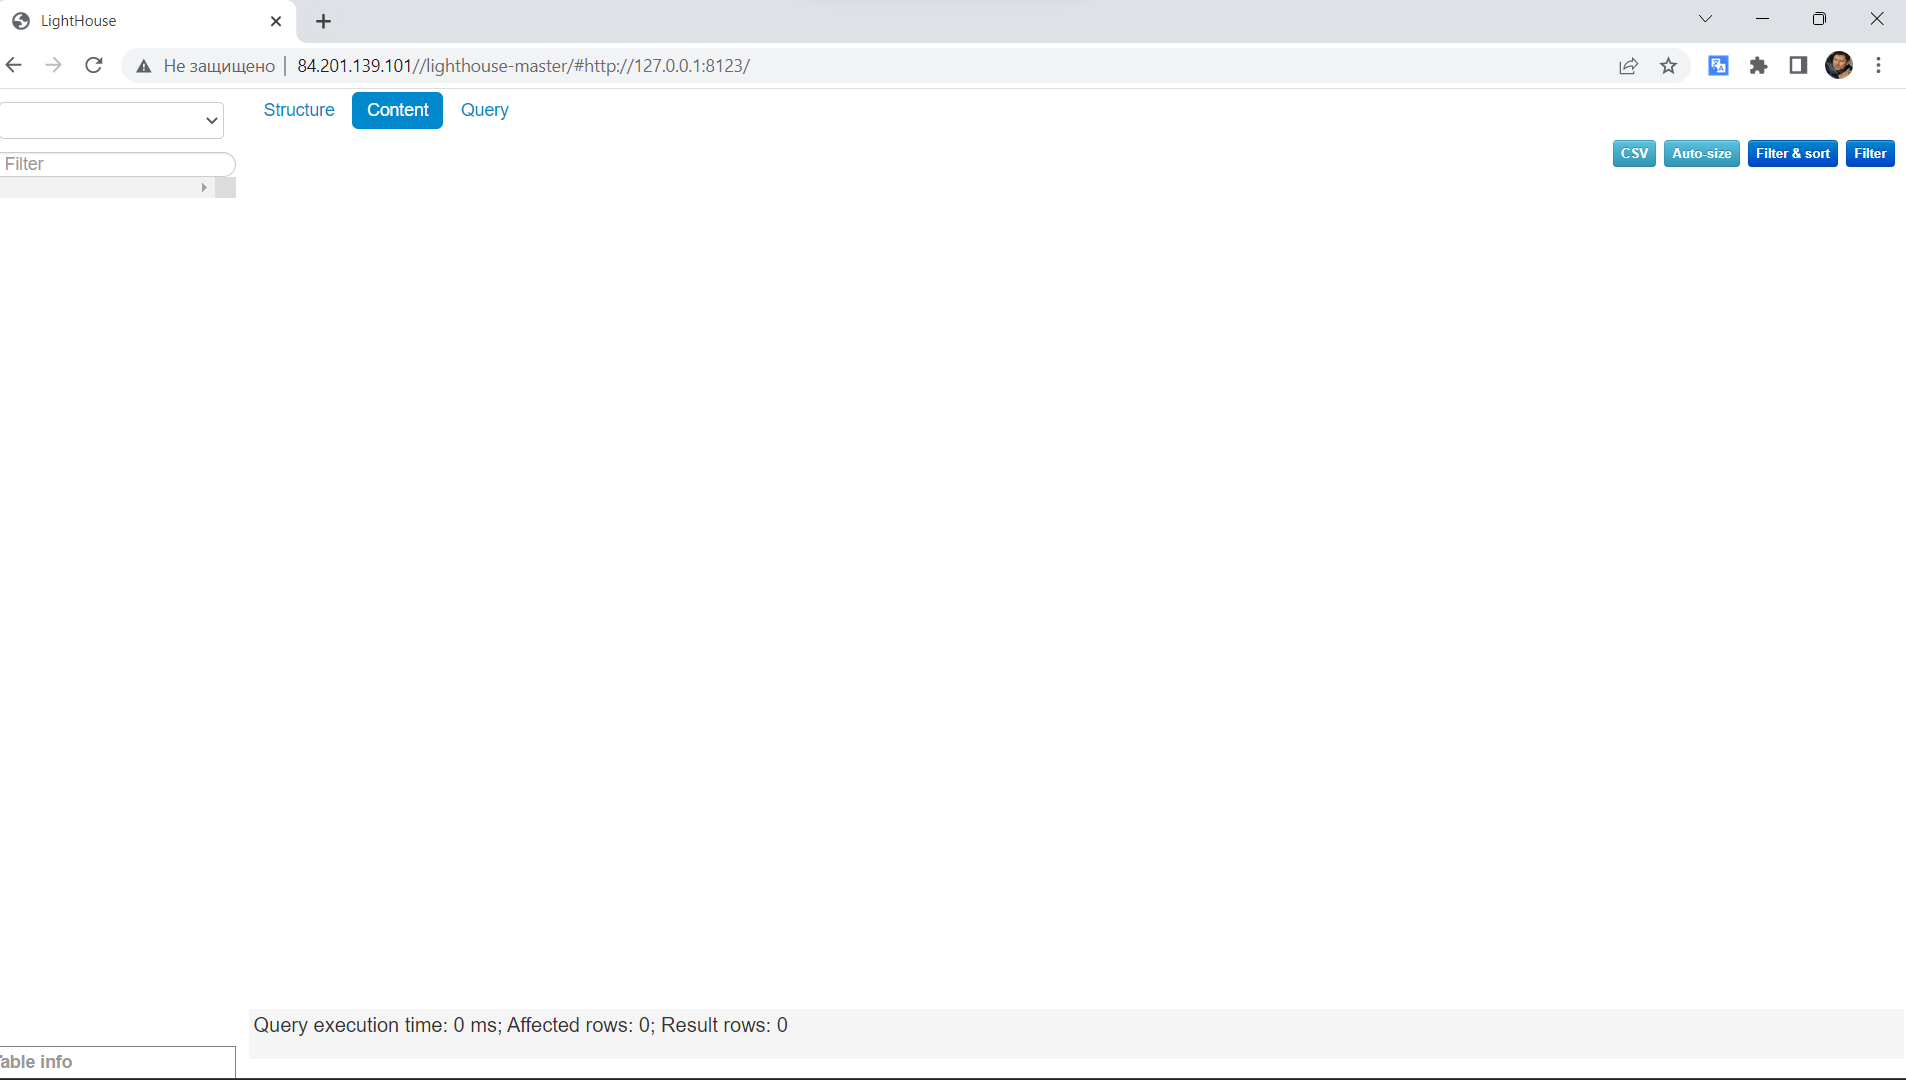 LightHouse
Не защищено
84.201.139.101//lighthouse-master/#http://127.0.0.1:8123/
Structure Content Query
Filter
CSV Auto-size Filter & sort Filter
Query execution time: 0 ms; Affected rows: 0; Result rows: 0
Table info